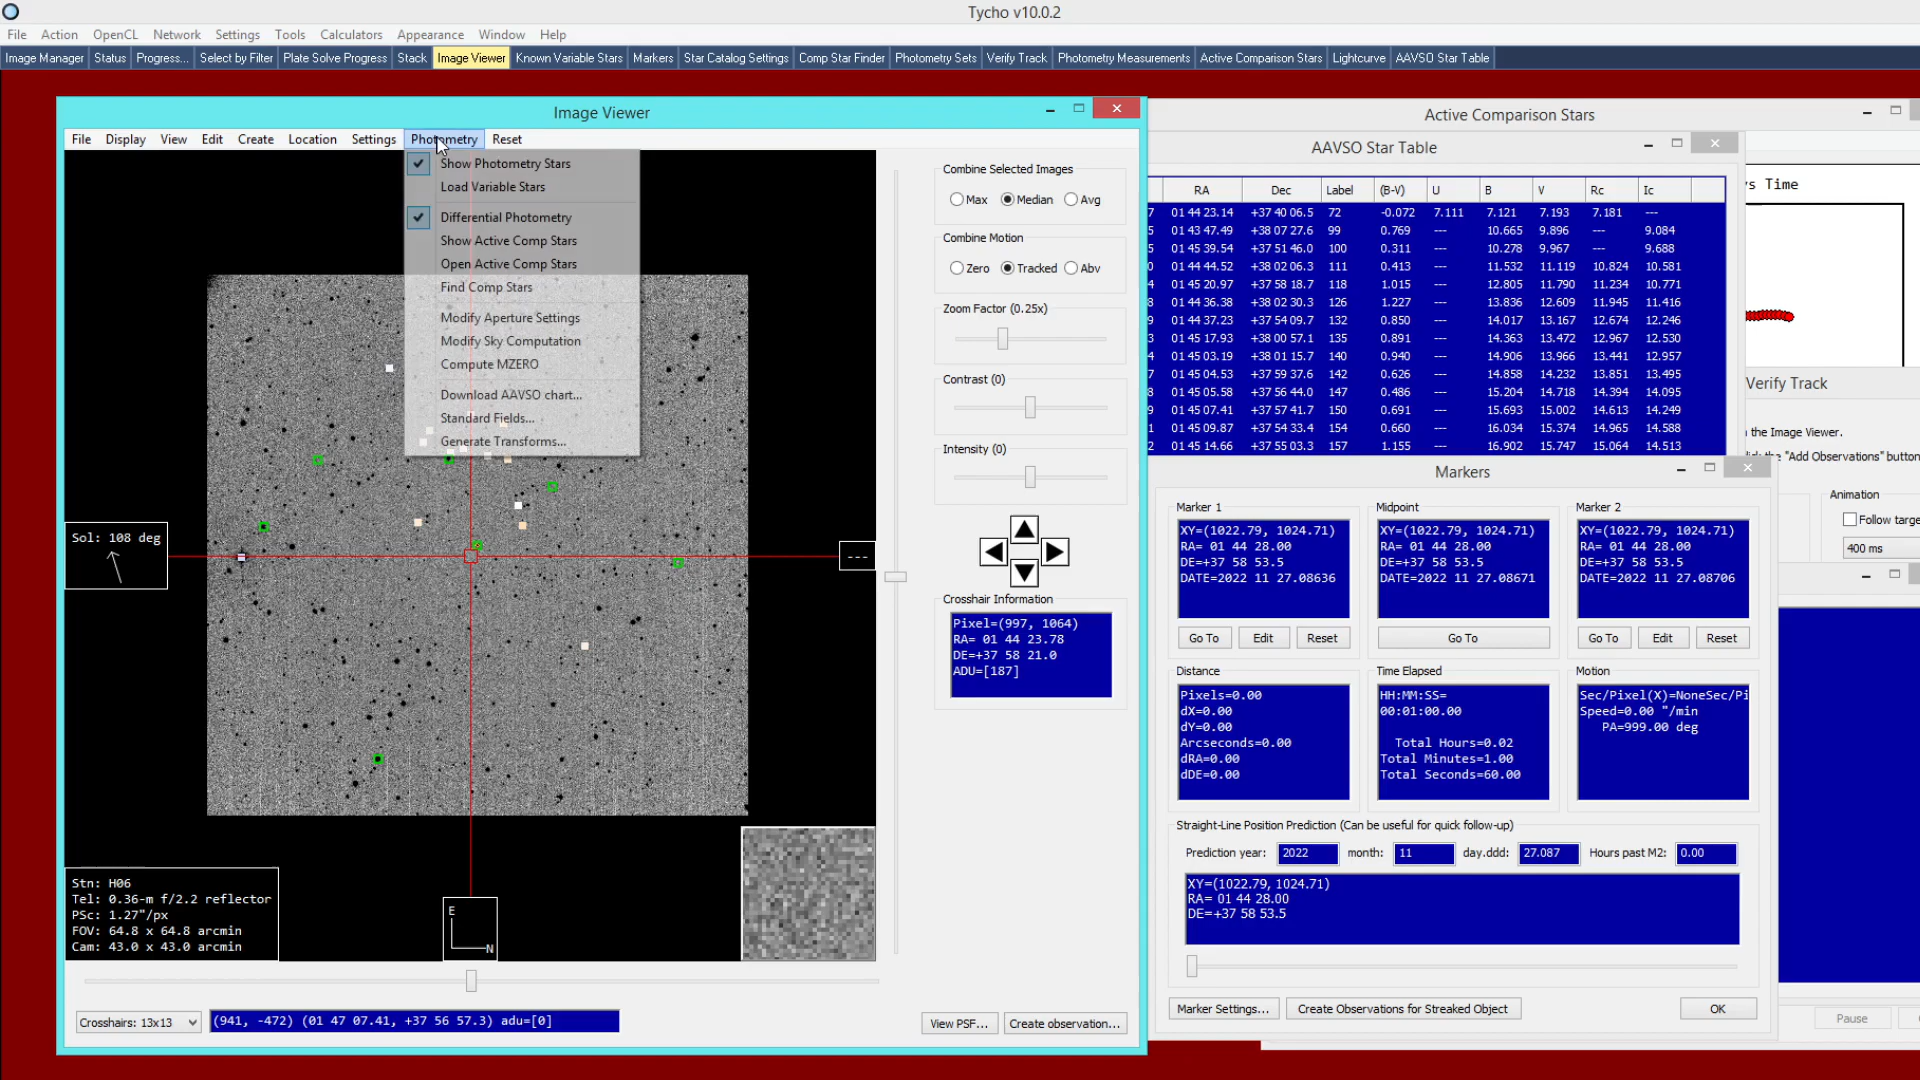 Tycho v10.0.2
File Action OpenCL Network Settings Tools Calculators Appearance Window Help
Image Manager Status Progress... Select by Filter Plate Solve Progress Stack Image Viewer Known Variable Stars Markers Star Catalog Settings Comp Star Finder Photometry Sets Verify Track Photometry Measurements Active Comparison Stars Lightcurve AAVSO Star Table
Image Viewer
File Display View Edit Create Location Settings Photometry Reset
Show Photometry Stars
Load Variable Stars
Differential Photometry
Show Active Comp Stars
Open Active Comp Stars
Find Comp Stars
Modify Aperture Settings
Modify Sky Computation
Compute MZERO
Download AAVSO chart...
Standard Fields...
Generate Transforms...
Sol: 108 deg
---
Stn: H06
Tel: 0.36-m f/2.2 reflector
PSc: 1.27"/px
FOV: 64.8 x 64.8 arcmin
Cam: 43.0 x 43.0 arcmin
E
N
Crosshairs: 13x13
(941, -472) (01 47 07.41, +37 56 57.3) adu=[0]
View PSF...
Create observation...
Combine Selected Images
Max Median Avg
Combine Motion
Zero Tracked Abv
Zoom Factor (0.25x)
Contrast (0)
Intensity (0)
Crosshair Information
Pixel=(997, 1064)
RA= 01 44 23.78
DE=+37 58 21.0
ADU=[187]
Active Comparison Stars
AAVSO Star Table
RA Dec Label (B-V) U B V Rc Ic
7 01 44 23.14 +37 40 06.5 72 -0.072 7.111 7.121 7.193 7.181 ---
5 01 43 47.49 +38 07 27.6 99 0.769 --- 10.665 9.896 --- 9.084
5 01 45 39.54 +37 51 46.0 100 0.311 --- 10.278 9.967 --- 9.688
0 01 44 44.52 +38 02 06.3 111 0.413 --- 11.532 11.119 10.824 10.581
4 01 45 20.97 +37 58 18.7 118 1.015 --- 12.805 11.790 11.234 10.771
4 01 44 36.38 +38 02 30.3 126 1.227 --- 13.836 12.609 11.945 11.416
4 01 44 37.23 +37 54 09.7 132 0.850 --- 14.017 13.167 12.674 12.246
8 01 45 17.93 +38 00 57.1 135 0.891 --- 14.363 13.472 12.967 12.530
4 01 45 03.19 +38 01 15.7 140 0.940 --- 14.906 13.966 13.441 12.957
8 01 45 04.53 +37 59 37.6 142 0.626 --- 14.858 14.232 13.851 13.495
8 01 45 05.58 +37 56 44.0 147 0.486 --- 15.204 14.718 14.394 14.095
9 01 45 07.41 +37 57 41.7 150 0.691 --- 15.693 15.002 14.613 14.249
1 01 45 09.87 +37 54 33.4 154 0.660 --- 16.034 15.374 14.965 14.588
2 01 45 14.66 +37 55 03.3 157 1.155 --- 16.902 15.747 15.064 14.513
s Time
Verify Track
the Image Viewer.
the "Add Observations" button
Animation
Follow targe
400 ms
Pause
Markers
Marker 1
XY=(1022.79, 1024.71)
RA= 01 44 28.00
DE=+37 58 53.5
DATE=2022 11 27.08636
Go To Edit Reset
Midpoint
XY=(1022.79, 1024.71)
RA= 01 44 28.00
DE=+37 58 53.5
DATE=2022 11 27.08671
Go To
Marker 2
XY=(1022.79, 1024.71)
RA= 01 44 28.00
DE=+37 58 53.5
DATE=2022 11 27.08706
Go To Edit Reset
Distance
Pixels=0.00
dX=0.00
dY=0.00
Arcseconds=0.00
dRA=0.00
dDE=0.00
Time Elapsed
HH:MM:SS=
00:01:00.00
Total Hours=0.02
Total Minutes=1.00
Total Seconds=60.00
Motion
Sec/Pixel(X)=NoneSec/Pi
Speed=0.00 "/min
PA=999.00 deg
Straight-Line Position Prediction (Can be useful for quick follow-up)
Prediction year: 2022 month: 11 day.ddd: 27.087 Hours past M2: 0.00
XY=(1022.79, 1024.71)
RA= 01 44 28.00
DE=+37 58 53.5
Marker Settings... Create Observations for Streaked Object OK